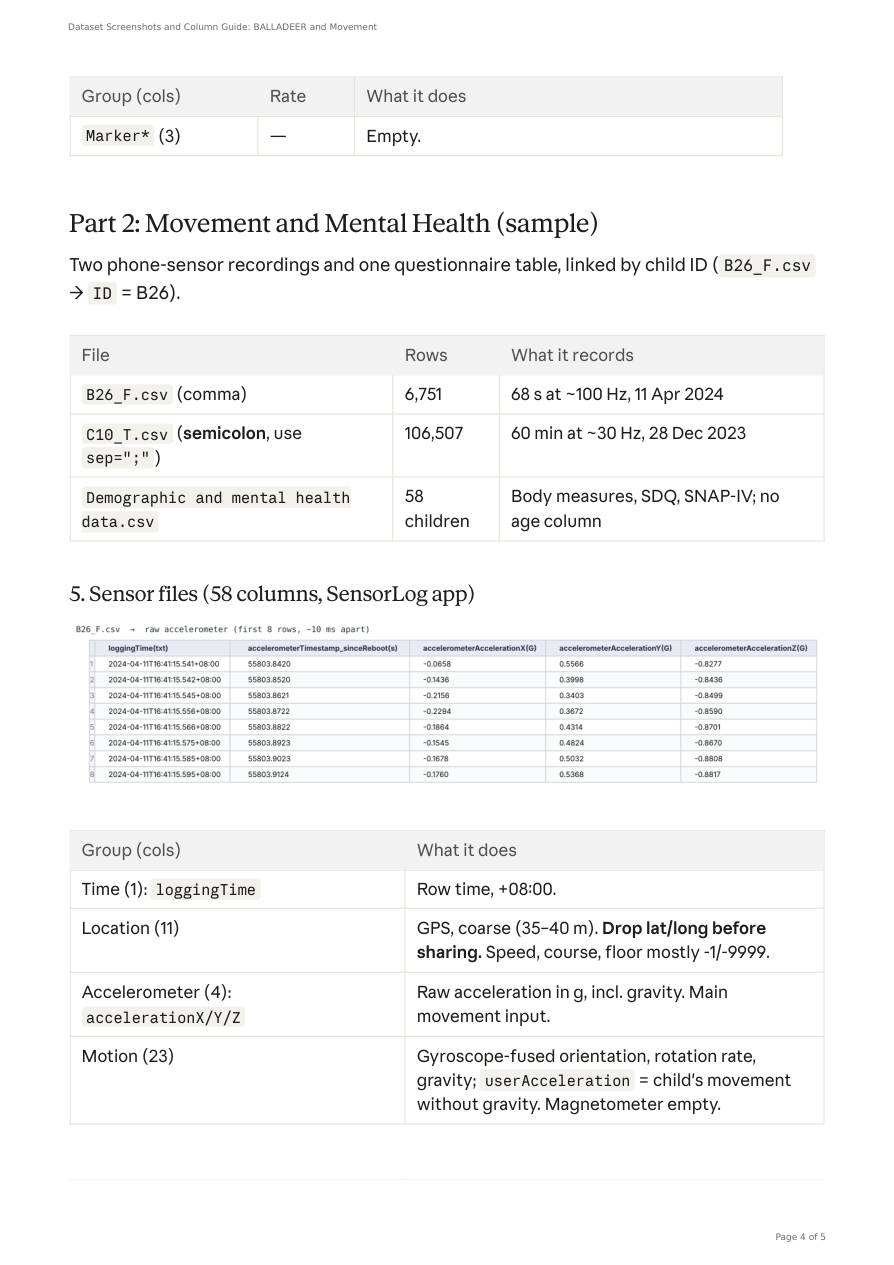 Dataset Screenshots and Column Guide: BALLADEER and Movement
Group (cols) Rate What it does
Marker* (3) — Empty.
Part 2: Movement and Mental Health (sample)
Two phone-sensor recordings and one questionnaire table, linked by child ID ( B26_F.csv
→ ID = B26).
File Rows What it records
B26_F.csv (comma) 6,751 68 s at ~100 Hz, 11 Apr 2024
C10_T.csv (semicolon, use 106,507 60 min at ~30 Hz, 28 Dec 2023
sep=";" )
Demographic and mental health 58 Body measures, SDQ, SNAP-IV; no
data.csv children age column
5. Sensor files (58 columns, SensorLog app)
B26_F.csv → raw accelerometer (first 8 rows, ~10 ms apart)
loggingTime(txt) accelerometerTimestamp_sinceReboot(s) accelerometerAccelerationX(G) accelerometerAccelerationY(G) accelerometerAccelerationZ(G)
1 2024-04-11T16:41:15.541+08:00 55803.8420 -0.0658 0.5566 -0.8277
2 2024-04-11T16:41:15.542+08:00 55803.8520 -0.1436 0.3998 -0.8436
3 2024-04-11T16:41:15.545+08:00 55803.8621 -0.2156 0.3403 -0.8499
4 2024-04-11T16:41:15.556+08:00 55803.8722 -0.2294 0.3672 -0.8590
5 2024-04-11T16:41:15.566+08:00 55803.8822 -0.1864 0.4314 -0.8701
6 2024-04-11T16:41:15.575+08:00 55803.8923 -0.1545 0.4824 -0.8670
7 2024-04-11T16:41:15.585+08:00 55803.9023 -0.1678 0.5032 -0.8808
8 2024-04-11T16:41:15.595+08:00 55803.9124 -0.1760 0.5368 -0.8817
Group (cols) What it does
Time (1): loggingTime Row time, +08:00.
Location (11) GPS, coarse (35–40 m). Drop lat/long before
sharing. Speed, course, floor mostly -1/-9999.
Accelerometer (4): Raw acceleration in g, incl. gravity. Main
accelerationX/Y/Z movement input.
Motion (23) Gyroscope-fused orientation, rotation rate,
gravity; userAcceleration = child's movement
without gravity. Magnetometer empty.
Page 4 of 5